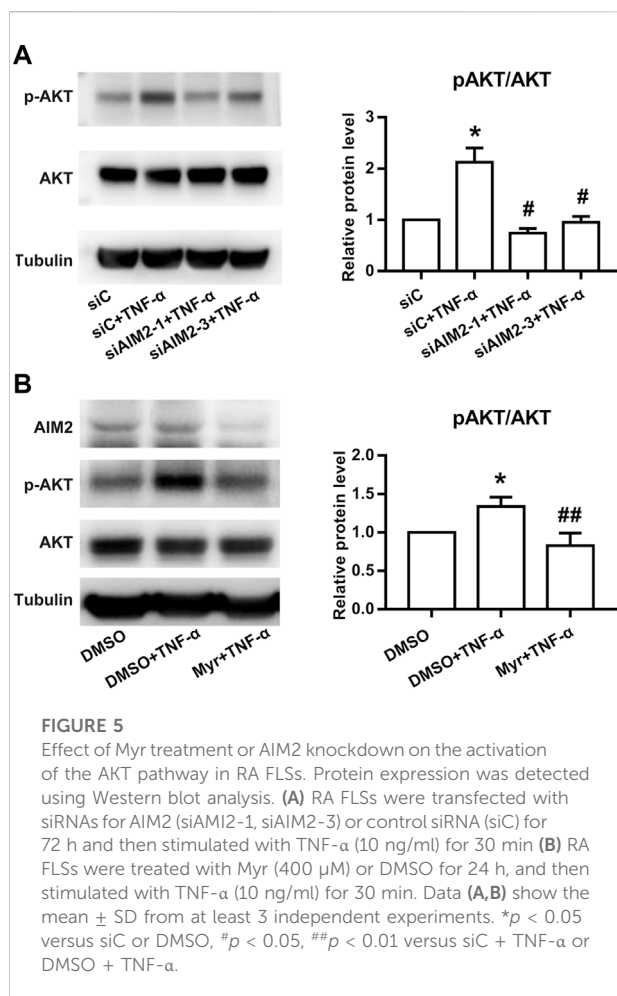 A
p-AKT
AKT
Tubulin
siC
siC+TNF-α
siAIM2-1+TNF-α
siAIM2-3+TNF-α
pAKT/AKT
Relative protein level
3
2
1
0
*
#
#
siC
siC+TNF-α
siAIM2-1+TNF-α
siAIM2-3+TNF-α
B
AIM2
p-AKT
AKT
Tubulin
DMSO
DMSO+TNF-α
Myr+TNF-α
pAKT/AKT
Relative protein level
2.0
1.5
1.0
0.5
0.0
*
##
DMSO
DMSO+TNF-α
Myr+TNF-α
FIGURE 5
Effect of Myr treatment or AIM2 knockdown on the activation
of the AKT pathway in RA FLSs. Protein expression was detected
using Western blot analysis. (A) RA FLSs were transfected with
siRNAs for AIM2 (siAMI2-1, siAIM2-3) or control siRNA (siC) for
72 h and then stimulated with TNF-α (10 ng/ml) for 30 min (B) RA
FLSs were treated with Myr (400 μM) or DMSO for 24 h, and then
stimulated with TNF-α (10 ng/ml) for 30 min. Data (A,B) show the
mean ± SD from at least 3 independent experiments. *p < 0.05
versus siC or DMSO, #p < 0.05, ##p < 0.01 versus siC + TNF-α or
DMSO + TNF-α.